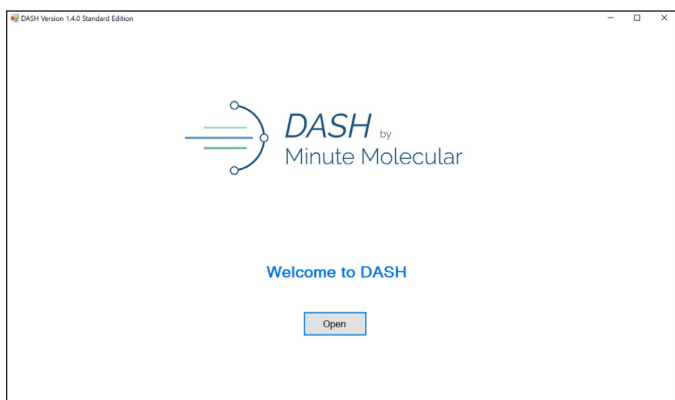 DASH Version 1.4.0 Standard Edition
DASH by
Minute Molecular
Welcome to DASH
Open